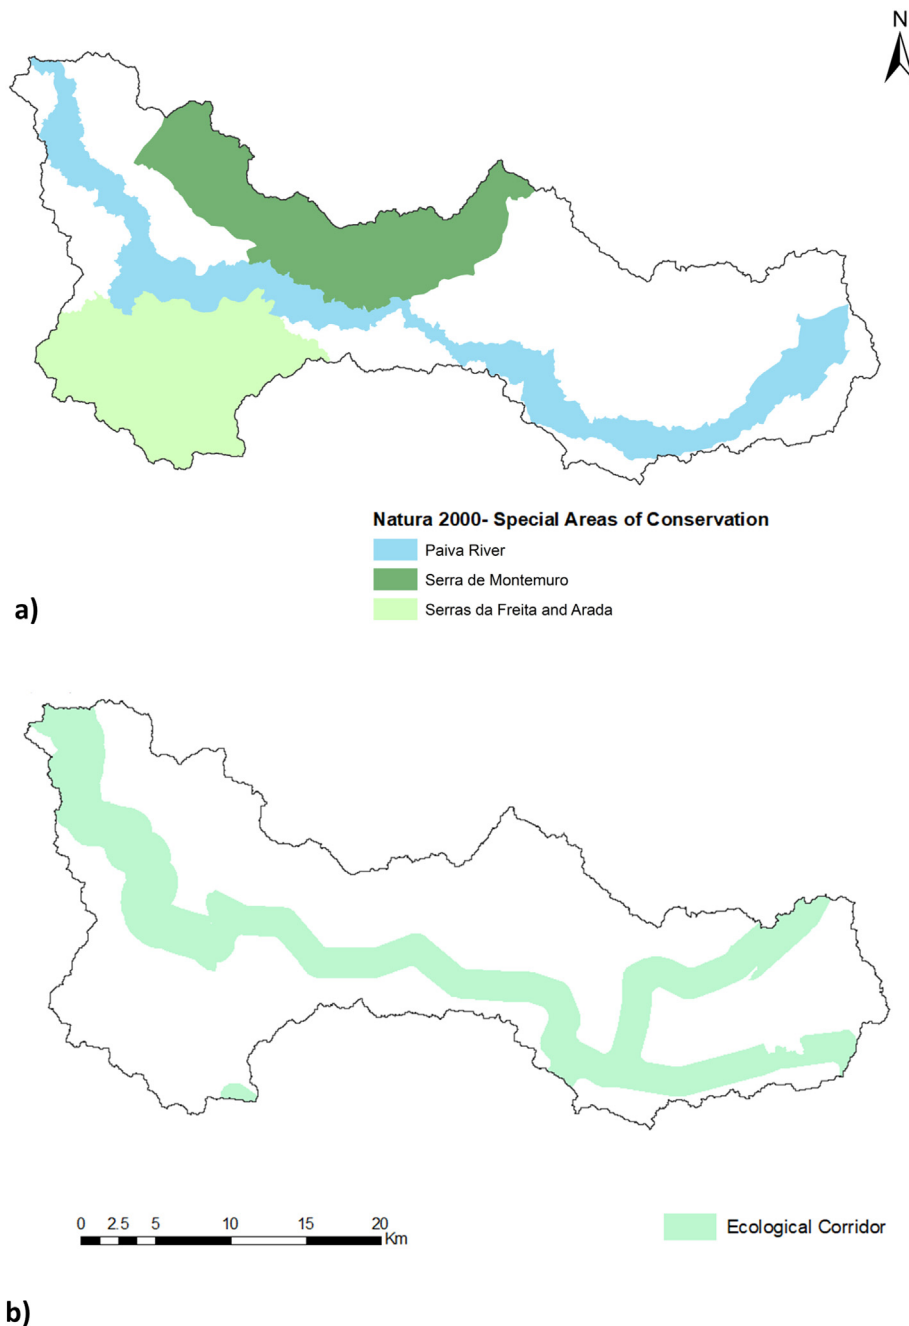 N
Natura 2000- Special Areas of Conservation
Paiva River
Serra de Montemuro
Serras da Freita and Arada
a)
0 2.5 5 10 15 20
Km
Ecological Corridor
b)